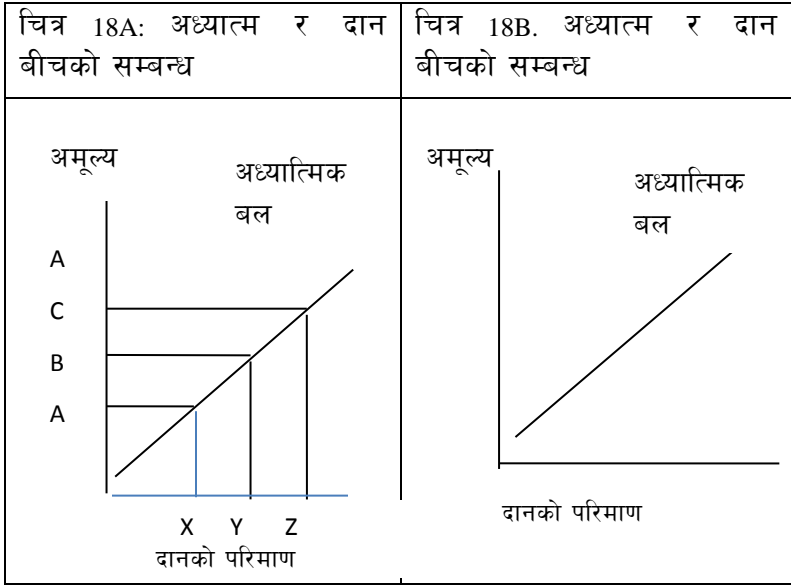 चित्र 18A: अध्यात्म र दान
बीचको सम्बन्ध
अमूल्य
अध्यात्मिक
बल
A
C
B
A
X Y Z
दानको परिमाण
चित्र 18B. अध्यात्म र दान
बीचको सम्बन्ध
अमूल्य
अध्यात्मिक
बल
दानको परिमाण